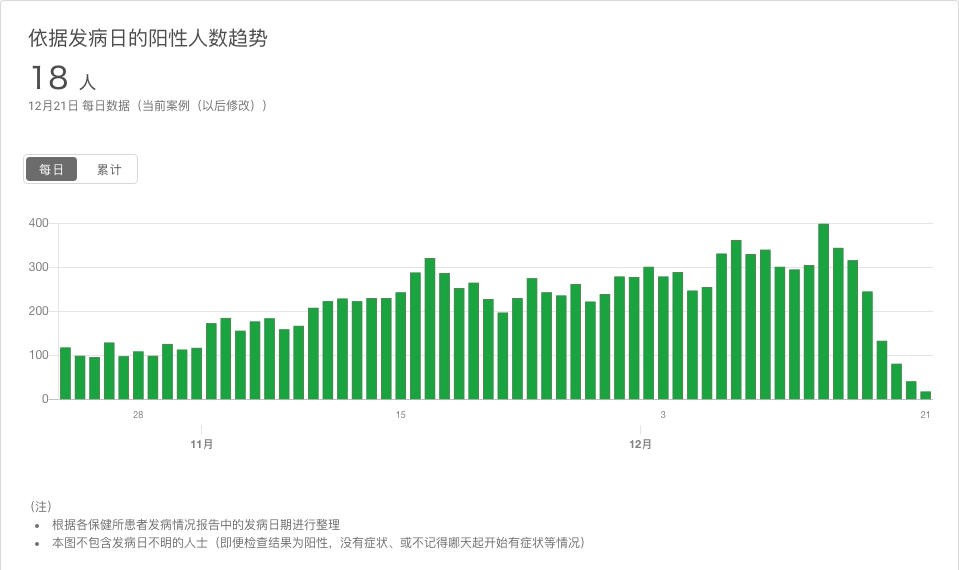 依据发病日的阳性人数趋势
18 人
12月21日 每日数据（当前案例（以后修改））
每日 累计
400
300
200
100
0
28 15 3 21
11月 12月
（注）
• 根据各保健所患者发病情况报告中的发病日期进行整理
• 本图不包含发病日不明的人士（即便检查结果为阳性，没有症状、或不记得哪天起开始有症状等情况）